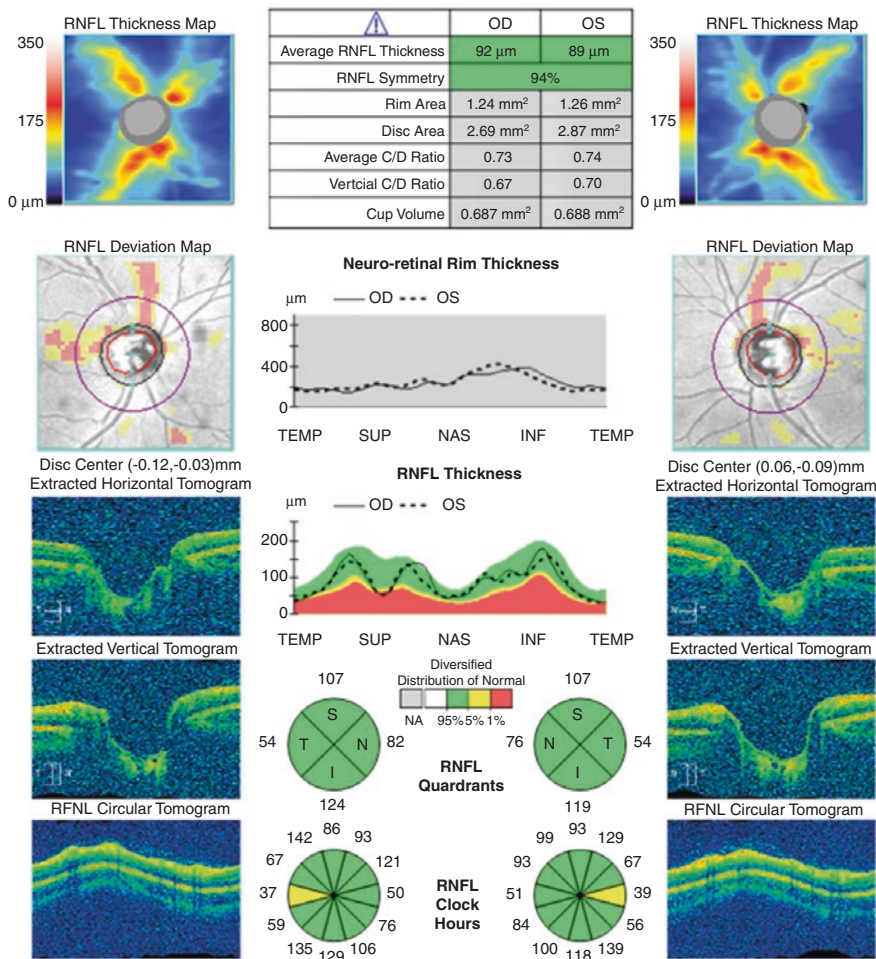 RNFL Thickness Map
350
175
0 μm
OD OS
Average RNFL Thickness 92 μm 89 μm
RNFL Symmetry 94%
Rim Area 1.24 mm² 1.26 mm²
Disc Area 2.69 mm² 2.87 mm²
Average C/D Ratio 0.73 0.74
Vertcial C/D Ratio 0.67 0.70
Cup Volume 0.687 mm² 0.688 mm²
RNFL Thickness Map
350
175
0 μm
RNFL Deviation Map
Disc Center (-0.12,-0.03)mm
Neuro-retinal Rim Thickness
μm OD OS
800
400
0
TEMP SUP NAS INF TEMP
RNFL Deviation Map
Disc Center (0.06,-0.09)mm
Extracted Horizontal Tomogram
RNFL Thickness
μm OD OS
200
100
0
TEMP SUP NAS INF TEMP
Extracted Horizontal Tomogram
Extracted Vertical Tomogram
Diversified
Distribution of Normal
NA 95% 5% 1%
107
S
54 T N 82
I
124
RNFL
Quadrants
107
S
76 N T 54
I
119
Extracted Vertical Tomogram
RFNL Circular Tomogram
86
142 93
67 121
37 50
59 76
135 106
129
RNFL
Clock
Hours
93
99 129
93 67
51 39
84 56
100 139
118
RFNL Circular Tomogram